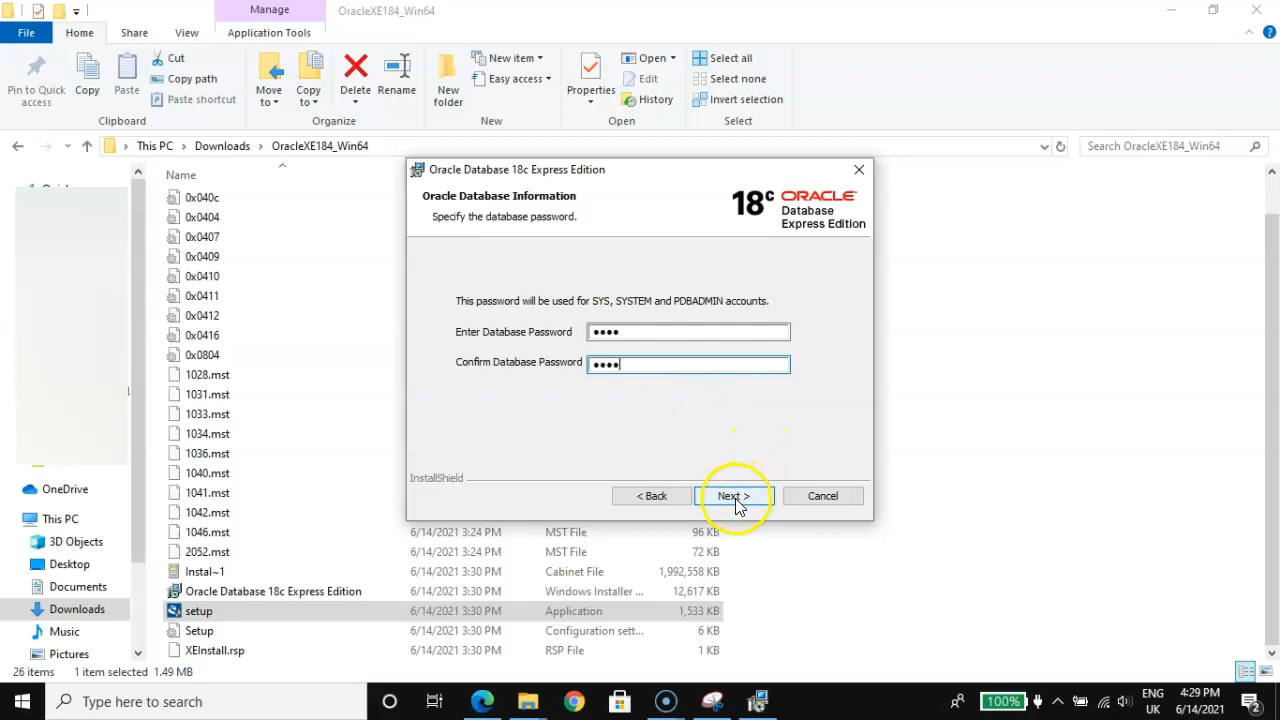 Manage
OracleXE184_Win64
File
Home
Share
View
Application Tools
Pin to Quick access
Copy
Paste
Cut
Copy path
Paste shortcut
Clipboard
Move to
Copy to
Delete
Rename
Organize
New folder
New item
Easy access
New
Properties
Open
Edit
History
Open
Select all
Select none
Invert selection
Select
This PC
Downloads
OracleXE184_Win64
Search OracleXE184_Win64
Name
0x040c
0x0404
0x0407
0x0409
0x0410
0x0411
0x0412
0x0416
0x0804
1028.mst
1031.mst
1033.mst
1034.mst
1036.mst
1040.mst
1041.mst
1042.mst
1046.mst 6/14/2021 3:24 PM MST File 96 KB
2052.mst 6/14/2021 3:24 PM MST File 72 KB
Instal~1 6/14/2021 3:30 PM Cabinet File 1,992,558 KB
Oracle Database 18c Express Edition 6/14/2021 3:30 PM Windows Installer ... 12,617 KB
setup 6/14/2021 3:30 PM Application 1,533 KB
Setup 6/14/2021 3:30 PM Configuration sett... 6 KB
XEInstall.rsp 6/14/2021 3:30 PM RSP File 1 KB
OneDrive
This PC
3D Objects
Desktop
Documents
Downloads
Music
Pictures
Oracle Database 18c Express Edition
Oracle Database Information
Specify the database password.
18c ORACLE
Database
Express Edition
This password will be used for SYS, SYSTEM and PDBADMIN accounts.
Enter Database Password ••••
Confirm Database Password ••••
InstallShield
< Back
Next >
Cancel
26 items
1 item selected 1.49 MB
Type here to search
100%
ENG
UK
4:29 PM
6/14/2021
2